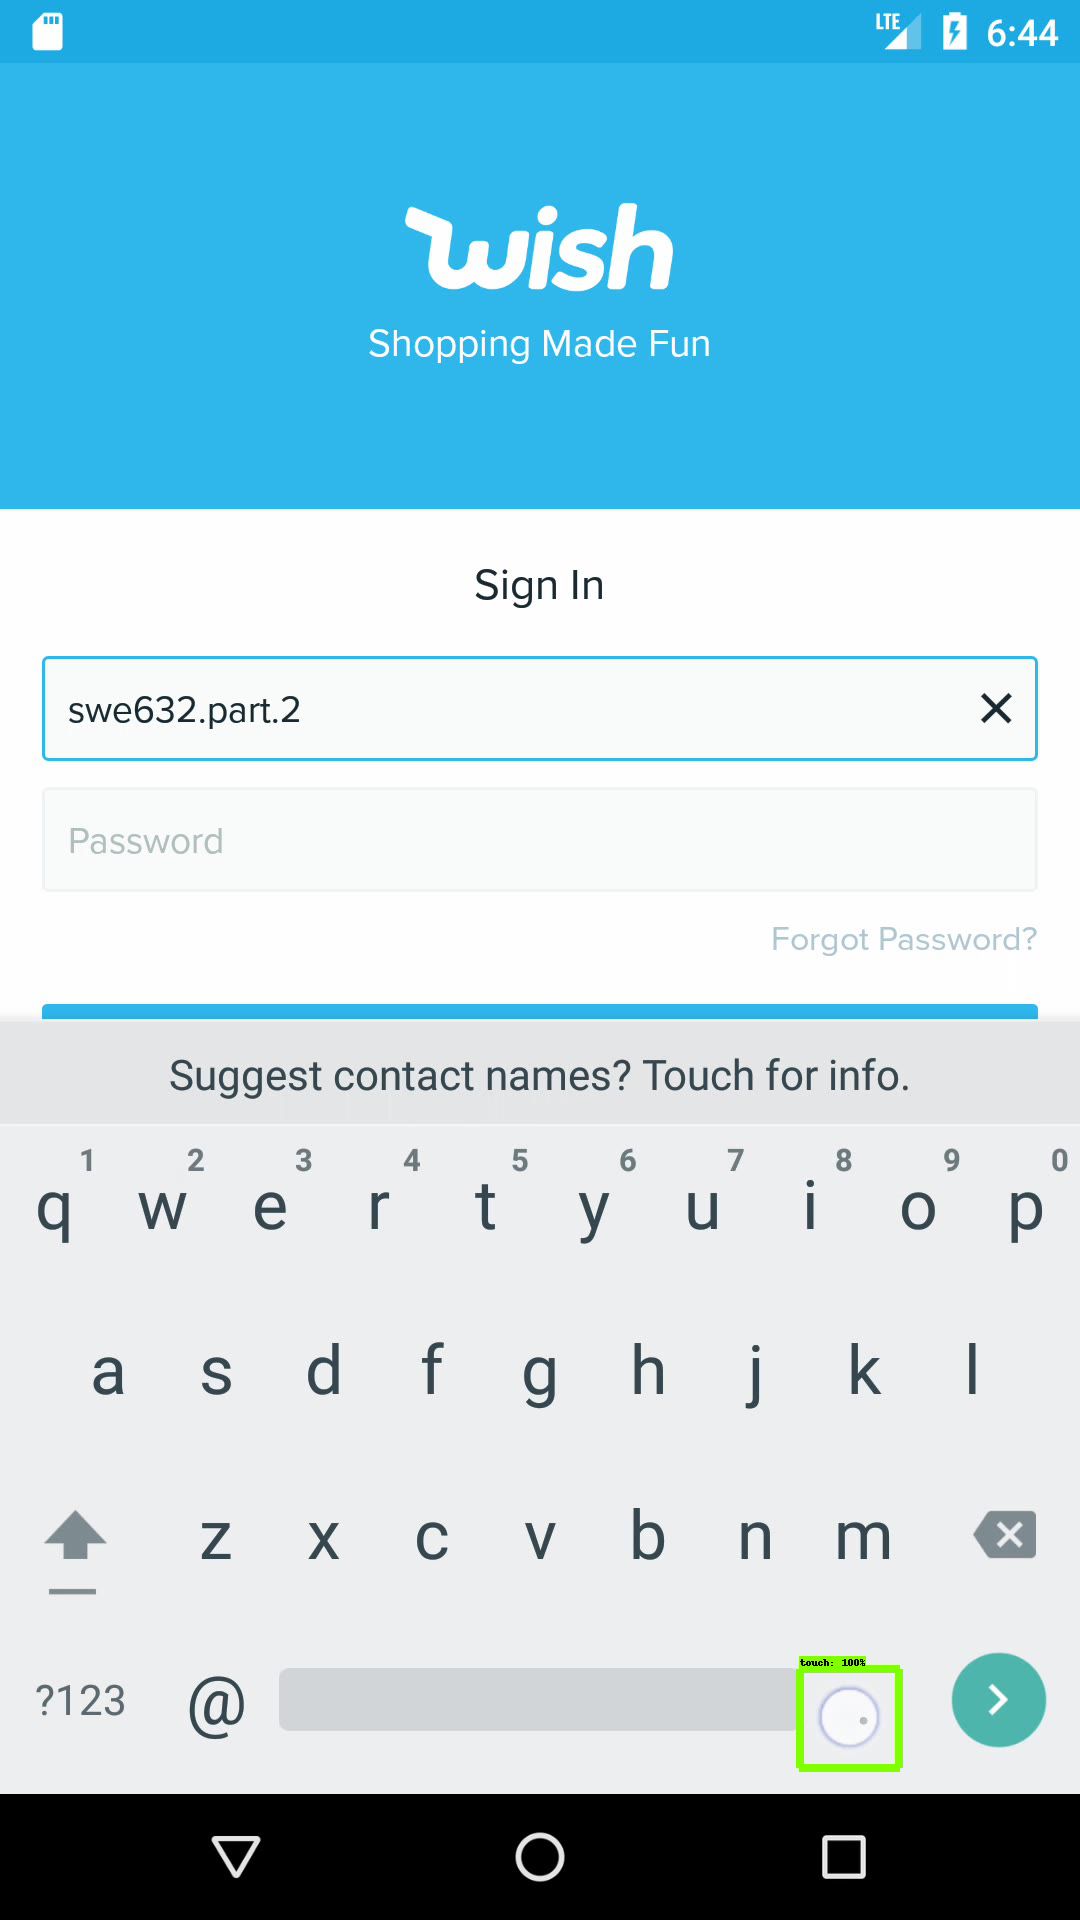 LTE 6:44
wish
Shopping Made Fun
Sign In
swe632.part.2
Password
Forgot Password?
Suggest contact names? Touch for info.
1 2 3 4 5 6 7 8 9 0
q w e r t y u i o p
a s d f g h j k l
z x c v b n m
touch: 100%
?123 @ .